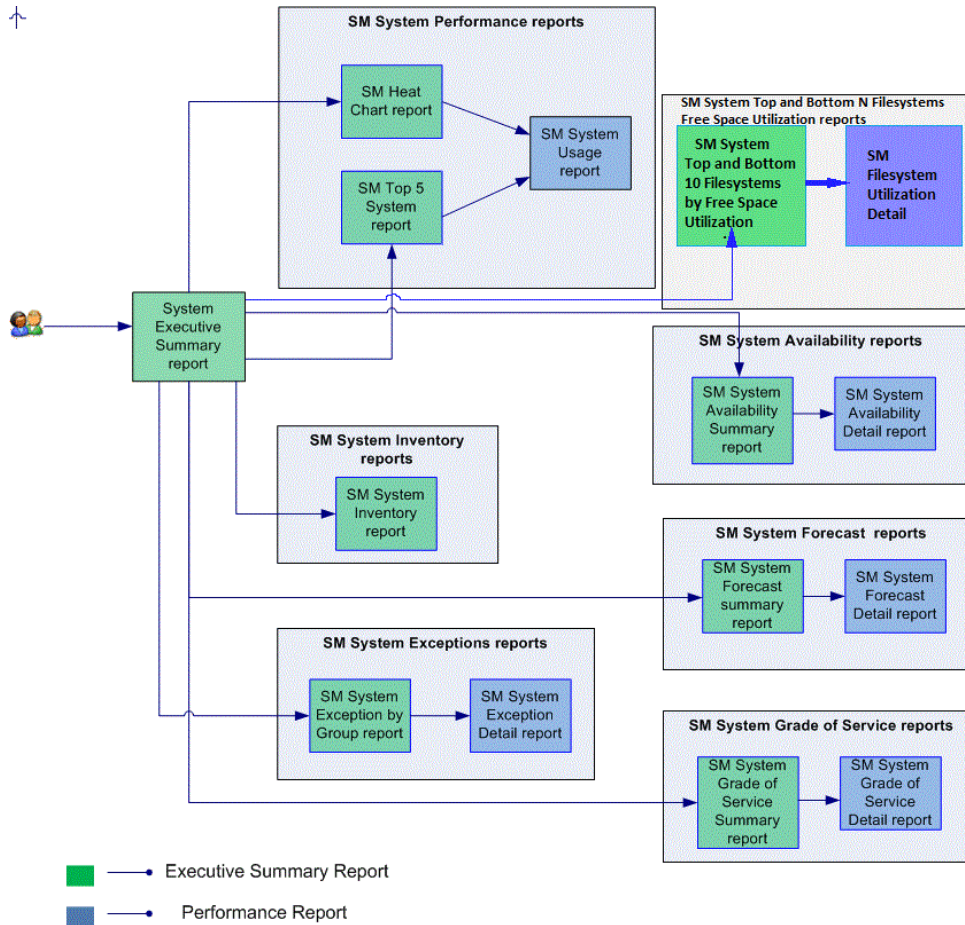 SM System Performance reports
SM Heat
Chart report
SM System
Usage
report
SM Top 5
System
report
SM System Top and Bottom N Filesystems
Free Space Utilization reports
SM System
Top and Bottom
10 Filesystems
by Free Space
Utilization
SM
Filesystem
Utilization
Detail
System
Executive
Summary
report
SM System Availability reports
SM System
Availability
Summary
report
SM System
Availability
Detail report
SM System Inventory
reports
SM System
Inventory
report
SM System Forecast reports
SM System
Forecast
summary
report
SM System
Forecast
Detail report
SM System Exceptions reports
SM System
Exception by
Group report
SM System
Exception
Detail report
SM System Grade of Service reports
SM System
Grade of
Service
Summary
report
SM System
Grade of
Service
Detail report
Executive Summary Report
Performance Report